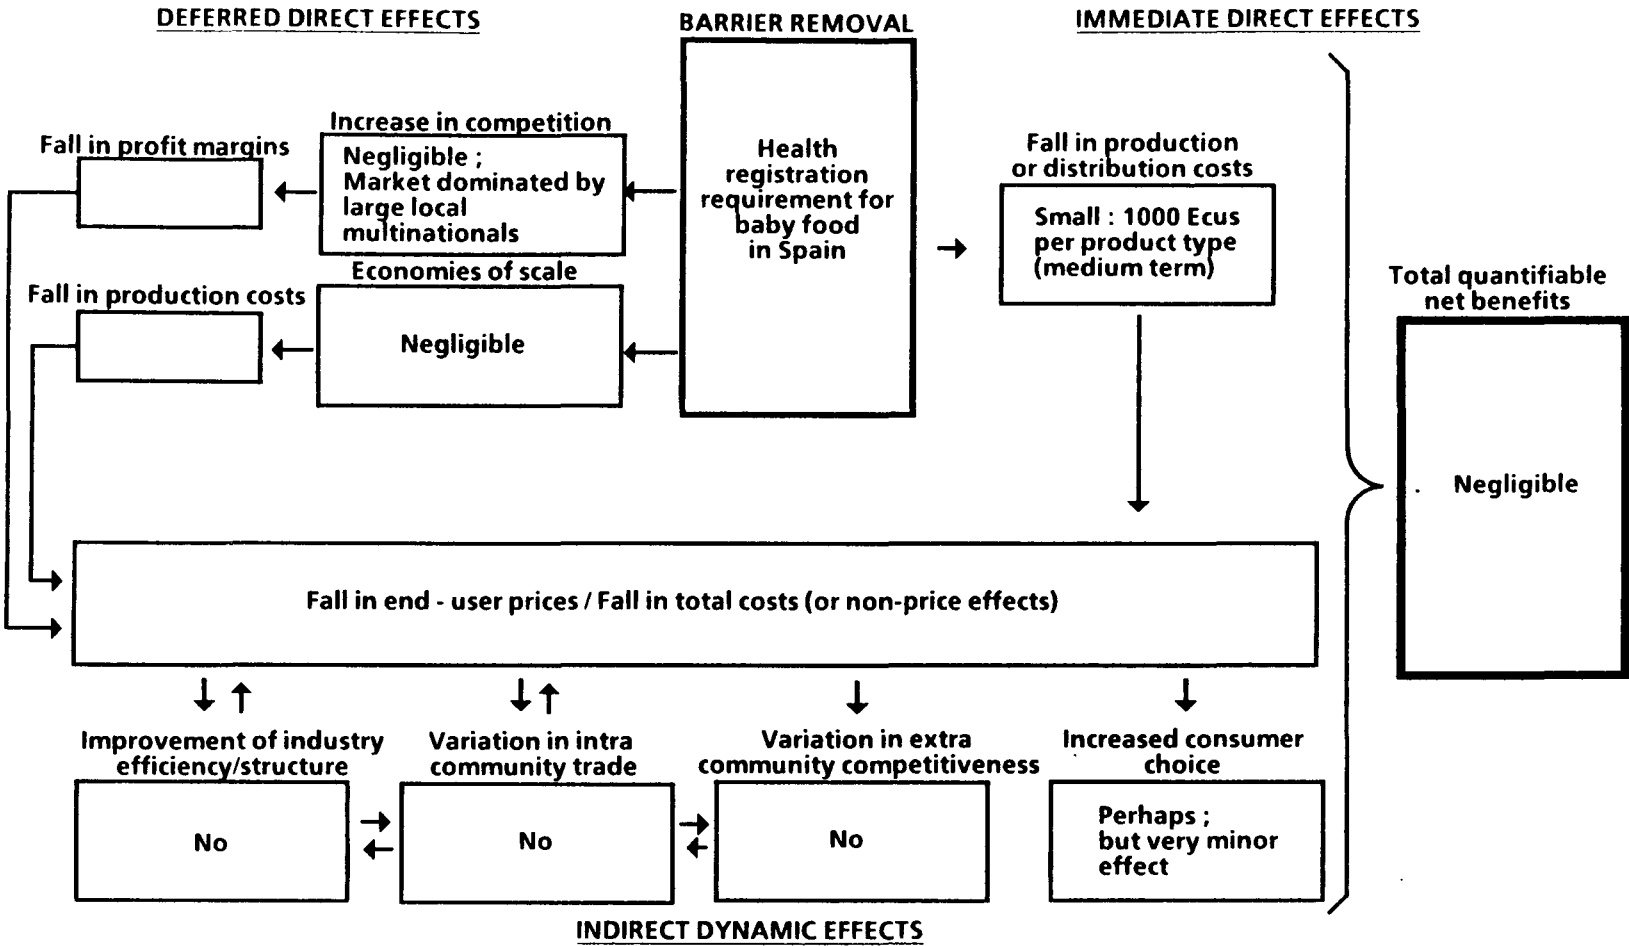 DEFERRED DIRECT EFFECTS
BARRIER REMOVAL
IMMEDIATE DIRECT EFFECTS
Increase in competition
Fall in profit margins
Negligible ;
Market dominated by
large local
multinationals
Health
registration
requirement for
baby food
in Spain
Fall in production
or distribution costs
Small : 1000 Ecus
per product type
(medium term)
Economies of scale
Fall in production costs
Negligible
Total quantifiable
net benefits
Negligible
Fall in end - user prices / Fall in total costs (or non-price effects)
Improvement of industry
efficiency/structure
No
Variation in intra
community trade
No
Variation in extra
community competitiveness
No
Increased consumer
choice
Perhaps ;
but very minor
effect
INDIRECT DYNAMIC EFFECTS